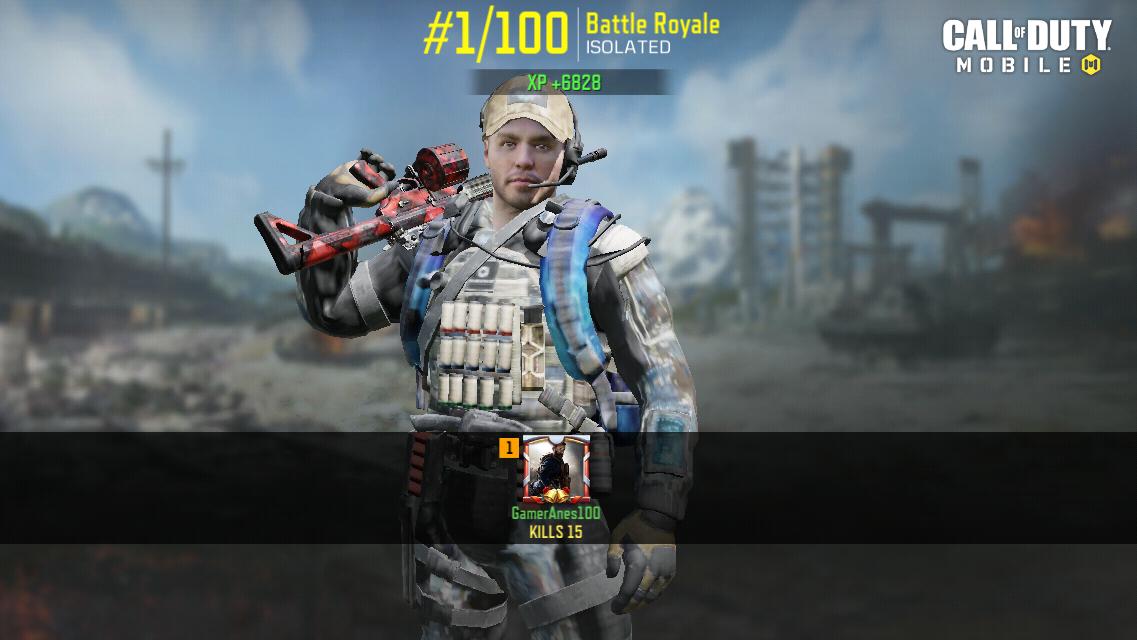 #1/100
Battle Royale
ISOLATED
CALL OF DUTY
MOBILE
XP +6828
1
GamerAnes100
KILLS 15